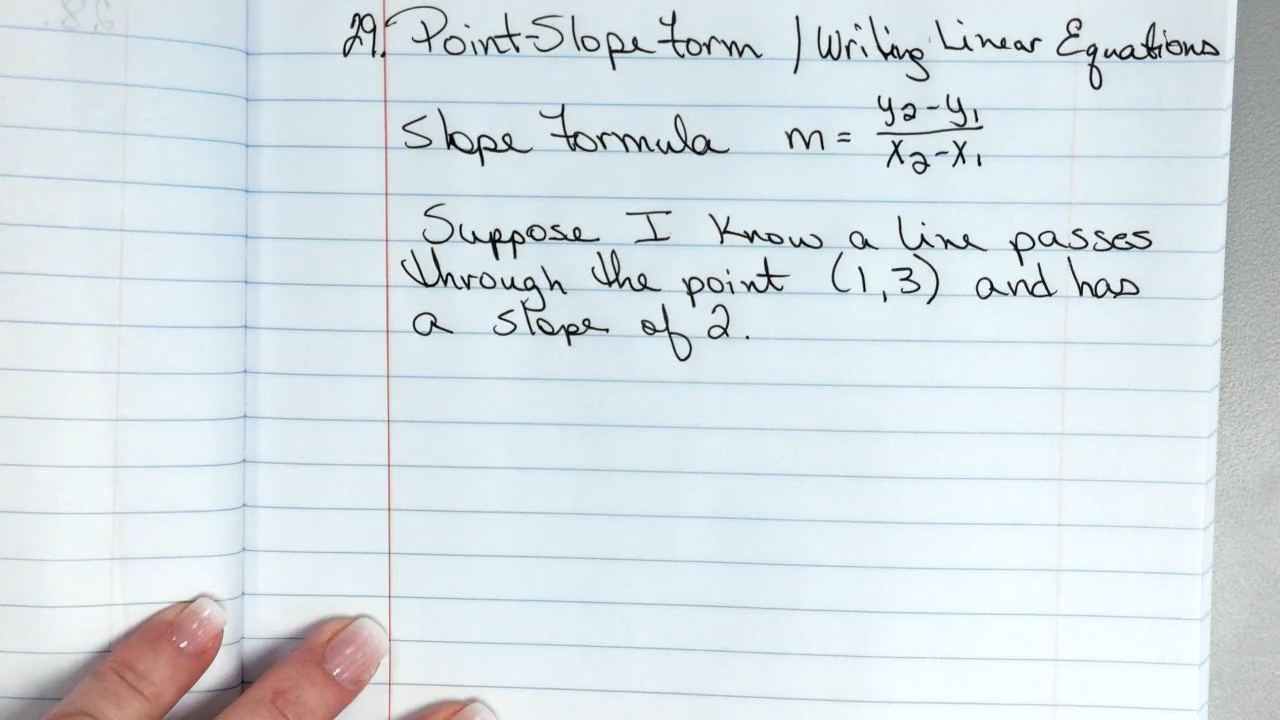 29. Point-Slope Form / Writing Linear Equations
Slope Formula m = y₂-y₁ / x₂-x₁
Suppose I know a line passes
through the point (1,3) and has
a slope of 2.
28.